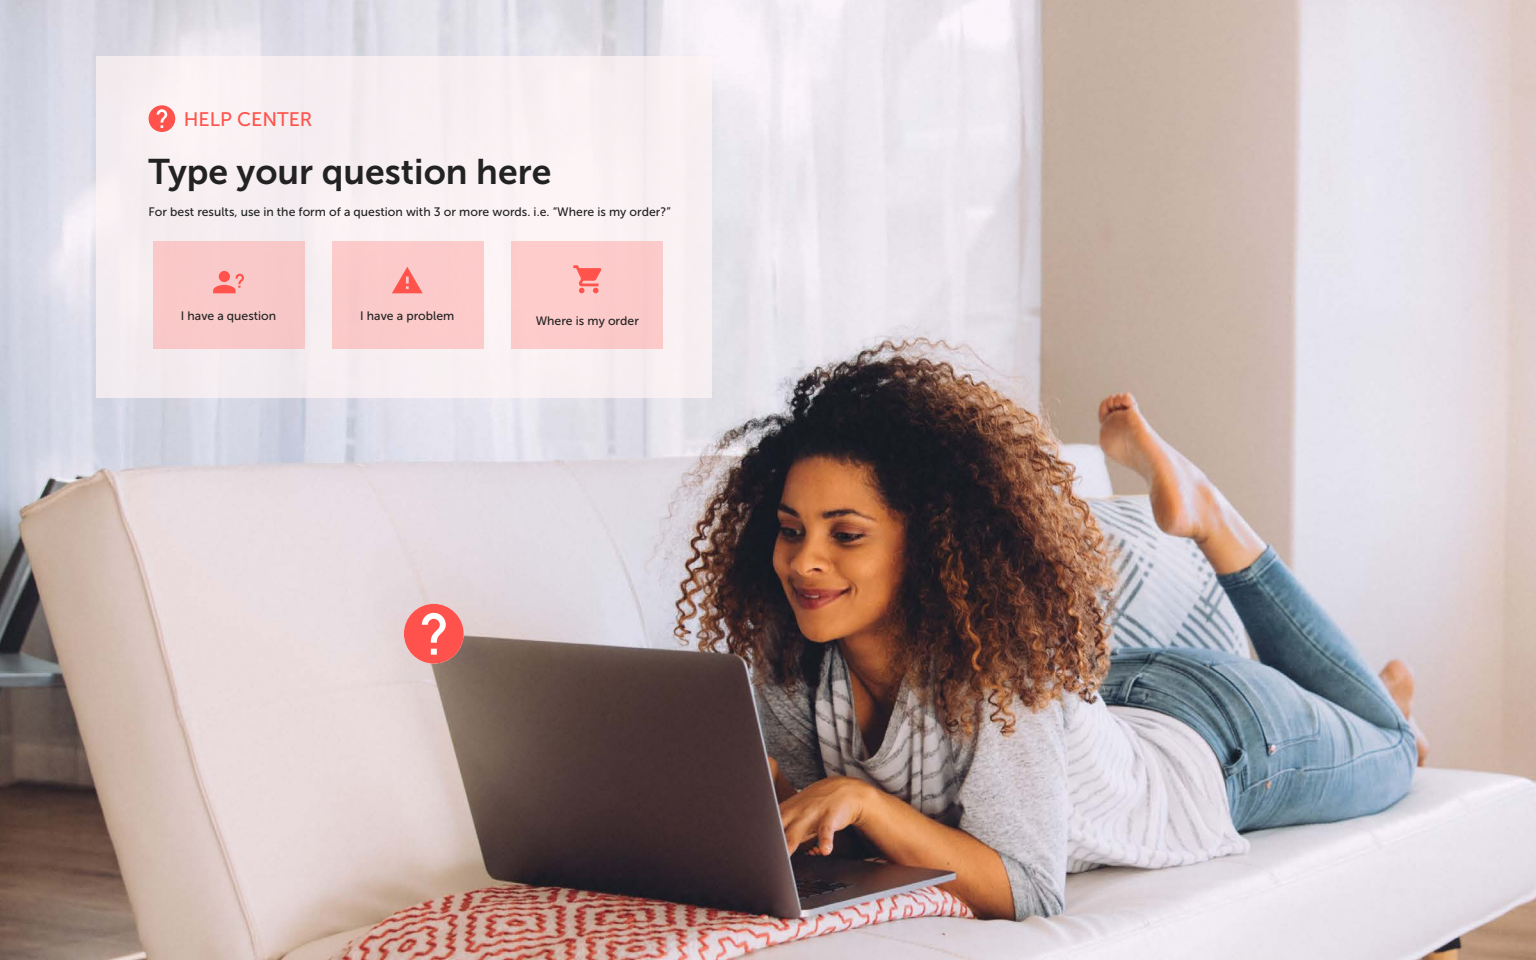 HELP CENTER
Type your question here
For best results, use in the form of a question with 3 or more words. i.e. “Where is my order?”
I have a question
I have a problem
Where is my order